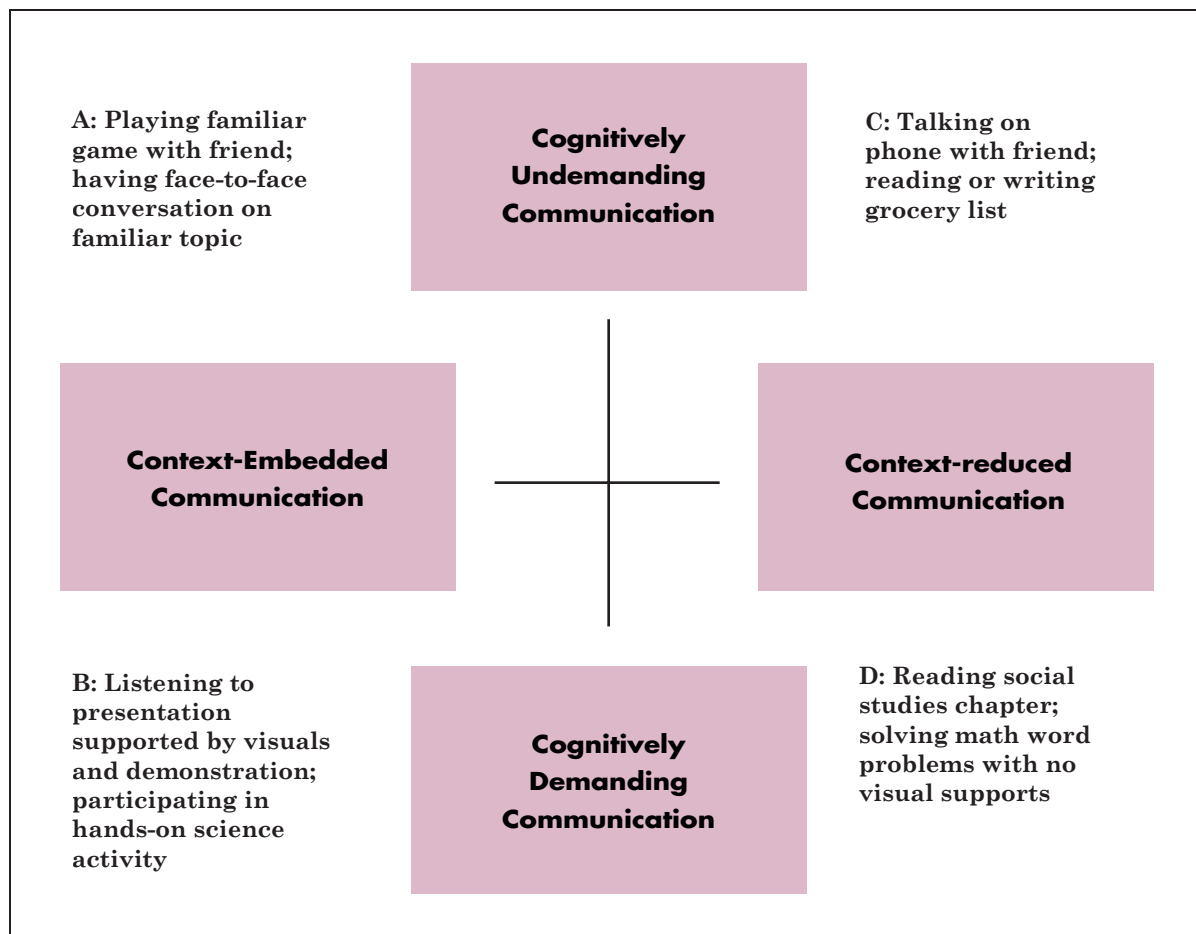 A: Playing familiar
game with friend;
having face-to-face
conversation on
familiar topic
Cognitively
Undemanding
Communication
C: Talking on
phone with friend;
reading or writing
grocery list
Context-Embedded
Communication
Context-reduced
Communication
B: Listening to
presentation
supported by visuals
and demonstration;
participating in
hands-on science
activity
Cognitively
Demanding
Communication
D: Reading social
studies chapter;
solving math word
problems with no
visual supports